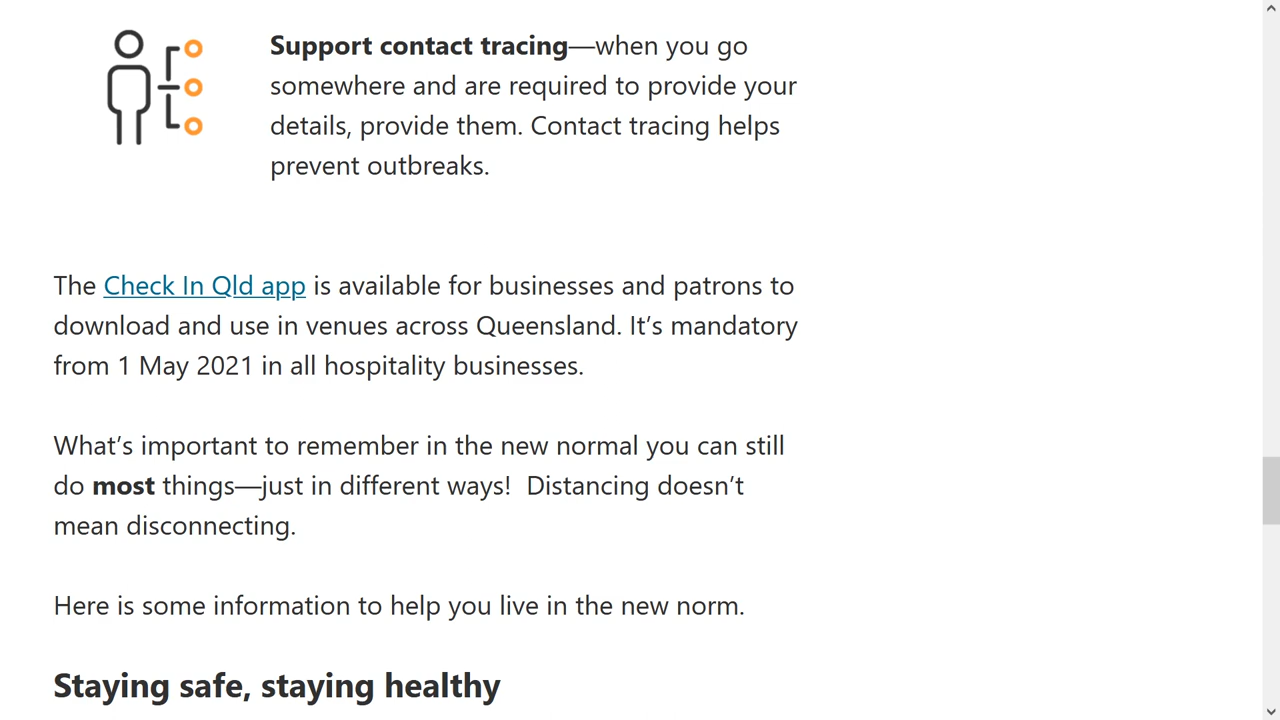 Support contact tracing—when you go
somewhere and are required to provide your
details, provide them. Contact tracing helps
prevent outbreaks.
The Check In Qld app is available for businesses and patrons to
download and use in venues across Queensland. It’s mandatory
from 1 May 2021 in all hospitality businesses.
What’s important to remember in the new normal you can still
do most things—just in different ways!  Distancing doesn’t
mean disconnecting.
Here is some information to help you live in the new norm.
Staying safe, staying healthy